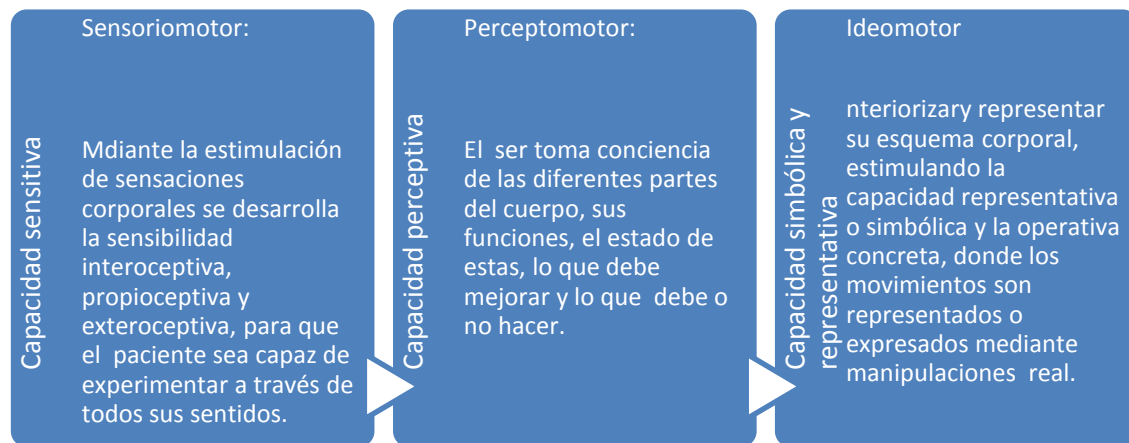 Capacidad sensitiva
Sensoriomotor:
Mdiante la estimulación
de sensaciones
corporales se desarrolla
la sensibilidad
interoceptiva,
propioceptiva y
exteroceptiva, para que
el  paciente sea capaz de
experimentar a través de
todos sus sentidos.
Capacidad perceptiva
Perceptomotor:
El  ser toma conciencia
de las diferentes partes
del cuerpo, sus
funciones, el estado de
estas, lo que debe
mejorar y lo que  debe o
no hacer.
Capacidad simbólica y
representativa
Ideomotor
nteriorizary representar
su esquema corporal,
estimulando la
capacidad representativa
o simbólica y la operativa
concreta, donde los
movimientos son
representados o
expresados mediante
manipulaciones  real.